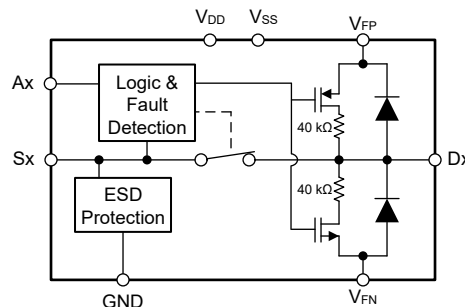 VDD VSS VFP
Ax
Logic &
Fault
Detection
40 kΩ
Sx
Dx
40 kΩ
ESD
Protection
GND
VFN